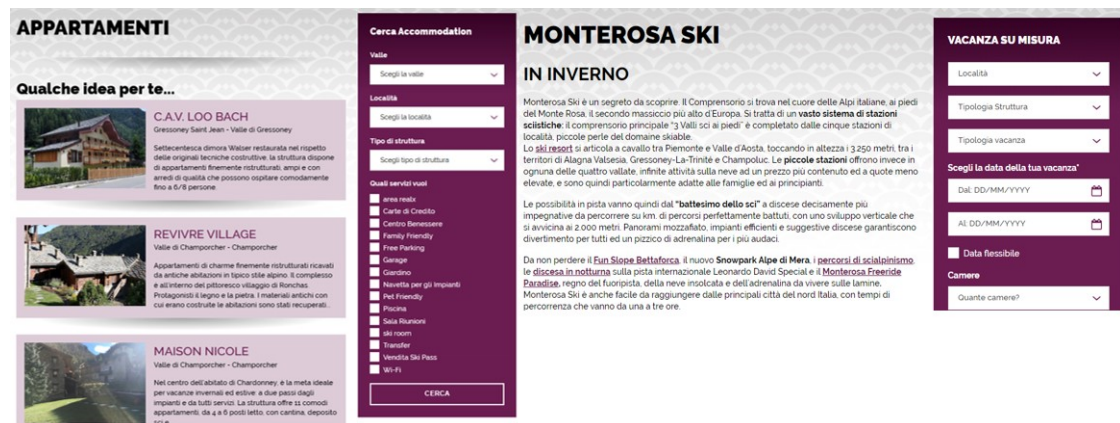 APPARTAMENTI
Qualche idea per te...
C.A.V. LOO BACH
Gressoney Saint Jean - Valle di Gressoney
Settecentesca dimora Walser restaurata nel rispetto
delle originali tecniche costruttive, la struttura dispone
di appartamenti finemente ristrutturati, ampi e con
arredi di qualità che possono ospitare comodamente
fino a 6/8 persone.
REVIVRE VILLAGE
Valle di Champorcher - Champorcher
Appartamenti di charme finemente ristrutturati ricavati
da antiche abitazioni in tipico stile alpino. Il complesso
è all'interno del pittoresco villaggio di Ronchas.
Protagonisti il legno e la pietra. I materiali antichi con
cui erano costruite le abitazioni sono stati recuperati...
MAISON NICOLE
Valle di Champorcher - Champorcher
Nel centro dell'abitato di Chardonney, è la meta ideale
per vacanze invernali ed estive: a due passi dagli
impianti e da tutti servizi. La struttura offre 11 comodi
appartamenti, da 4 a 6 posti letto, con cantina, deposito
Cerca Accommodation
Valle
Scegli la valle
Località
Scegli la località
Tipo di struttura
Scegli tipo di struttura
Quali servizi vuoi
area realx
Carte di Credito
Centro Benessere
Family Friendly
Free Parking
Garage
Giardino
Navetta per gli Impianti
Pet Friendly
Piscina
Sala Riunioni
ski room
Transfer
Vendita Ski Pass
Wi-Fi
CERCA
MONTEROSA SKI
IN INVERNO
Monterosa Ski è un segreto da scoprire. Il Comprensorio si trova nel cuore delle Alpi italiane, ai piedi
del Monte Rosa, il secondo massiccio più alto d'Europa. Si tratta di un vasto sistema di stazioni
sciistiche: il comprensorio principale "3 Valli sci ai piedi" è completato dalle cinque stazioni di
località, piccole perle del domaine skiable.
Lo ski resort si articola a cavallo tra Piemonte e Valle d'Aosta, toccando in altezza i 3.250 metri, tra i
territori di Alagna Valsesia, Gressoney-La-Trinité e Champoluc. Le piccole stazioni offrono invece in
ognuna delle quattro vallate, infinite attività sulla neve ad un prezzo più contenuto ed a quote meno
elevate, e sono quindi particolarmente adatte alle famiglie ed ai principianti.
Le possibilità in pista vanno quindi dal "battesimo dello sci" a discese decisamente più
impegnative da percorrere su km. di percorsi perfettamente battuti, con uno sviluppo verticale che
si avvicina ai 2.000 metri. Panorami mozzafiato, impianti efficienti e suggestive discese garantiscono
divertimento per tutti ed un pizzico di adrenalina per i più audaci.
Da non perdere il Fun Slope Bettaforca, il nuovo Snowpark Alpe di Mera, i percorsi di scialpinismo,
le discesa in notturna sulla pista internazionale Leonardo David Special e il Monterosa Freeride
Paradise, regno del fuoripista, della neve insolcata e dell'adrenalina da vivere sulle lamine.
Monterosa Ski è anche facile da raggiungere dalle principali città del nord Italia, con tempi di
percorrenza che vanno da una a tre ore.
VACANZA SU MISURA
Località
Tipologia Struttura
Tipologia vacanza
Scegli la data della tua vacanza*
Dal: DD/MM/YYYY
Al: DD/MM/YYYY
Data flessibile
Camere
Quante camere?